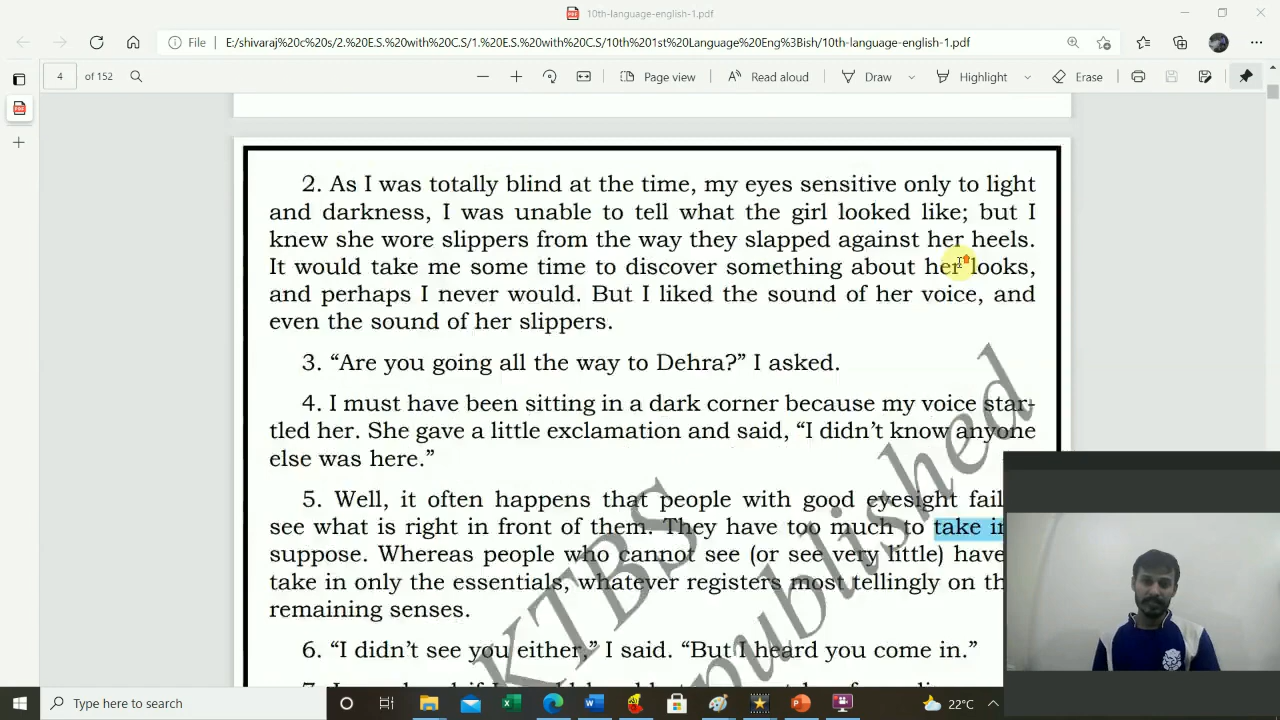 10th-language-english-1.pdf
File
E:/shivaraj%20c%20s/2.%20E.S.%20with%20C.S/1.%20E.S%20with%20C.S/10th%201st%20Language%20Eng%3Bish/10th-language-english-1.pdf
4 of 152
Page view
Read aloud
Draw
Highlight
Erase
2. As I was totally blind at the time, my eyes sensitive only to light
and darkness, I was unable to tell what the girl looked like; but I
knew she wore slippers from the way they slapped against her heels.
It would take me some time to discover something about her looks,
and perhaps I never would. But I liked the sound of her voice, and
even the sound of her slippers.
3. “Are you going all the way to Dehra?” I asked.
4. I must have been sitting in a dark corner because my voice star-
tled her. She gave a little exclamation and said, “I didn’t know anyone
else was here.”
5. Well, it often happens that people with good eyesight fail
see what is right in front of them. They have too much to take in
suppose. Whereas people who cannot see (or see very little) have
take in only the essentials, whatever registers most tellingly on
remaining senses.
6. “I didn’t see you either,” I said. “But I heard you come in.”
KTBS
published
Type here to search
22°C